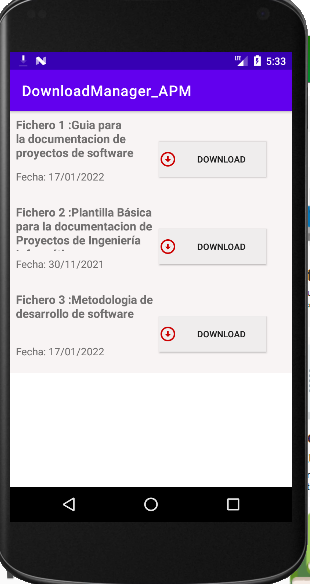 5:33
DownloadManager_APM
Fichero 1 :Guia para
la documentacion de
proyectos de software
DOWNLOAD
Fecha: 17/01/2022
Fichero 2 :Plantilla Básica
para la documentacion de
Proyectos de Ingeniería
DOWNLOAD
Fecha: 30/11/2021
Fichero 3 :Metodologia de
desarrollo de software
DOWNLOAD
Fecha: 17/01/2022